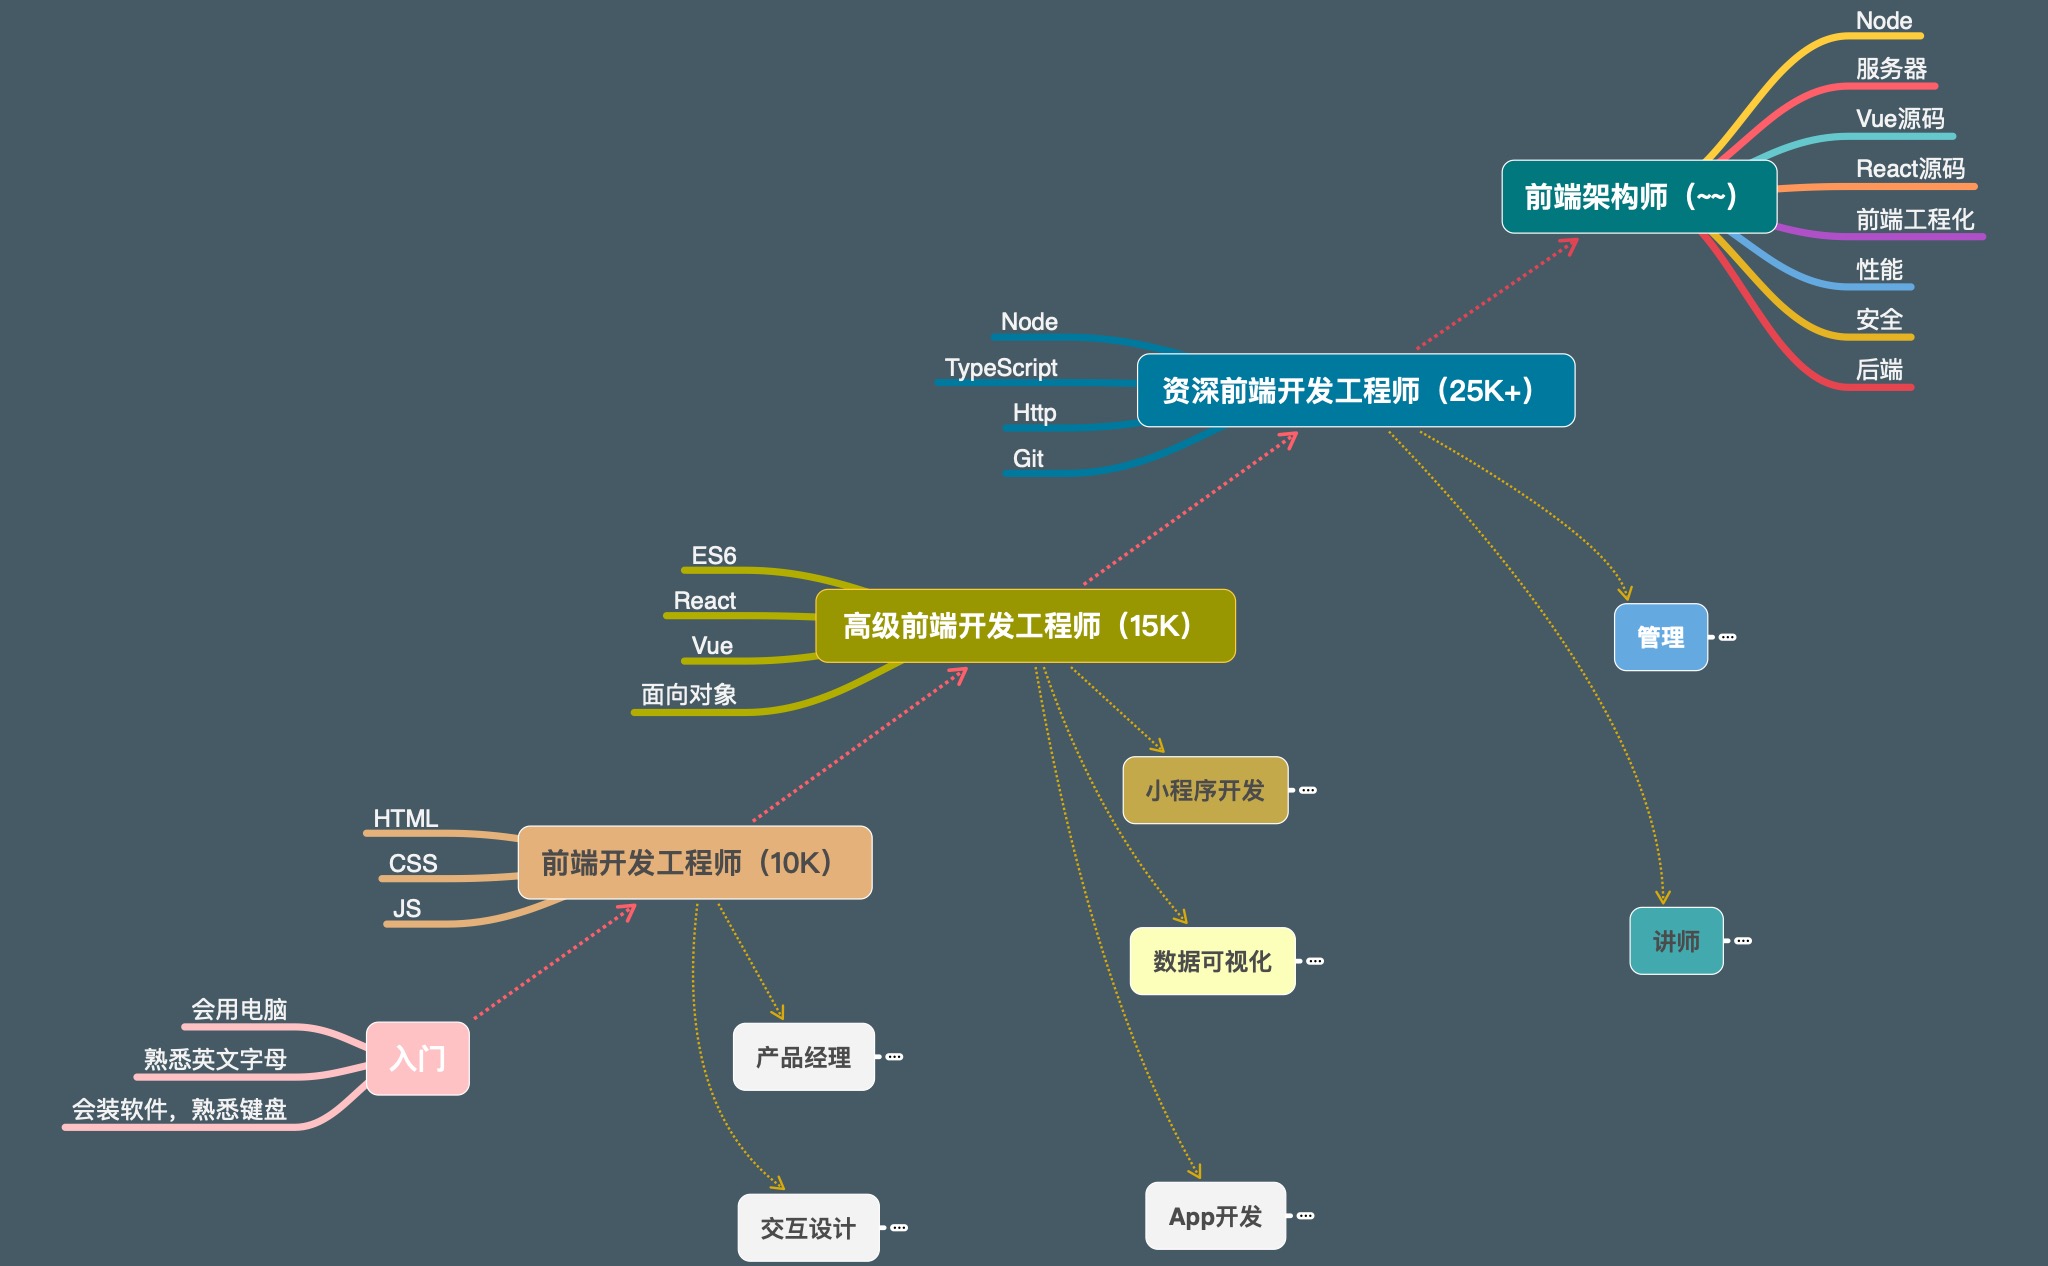 Node
服务器
Vue源码
React源码
前端工程化
性能
安全
后端
前端架构师（~~）
Node
TypeScript
Http
Git
资深前端开发工程师（25K+）
ES6
React
Vue
面向对象
高级前端开发工程师（15K）
管理
小程序开发
HTML
CSS
JS
前端开发工程师（10K）
数据可视化
讲师
会用电脑
熟悉英文字母
会装软件，熟悉键盘
入门
产品经理
交互设计
App开发